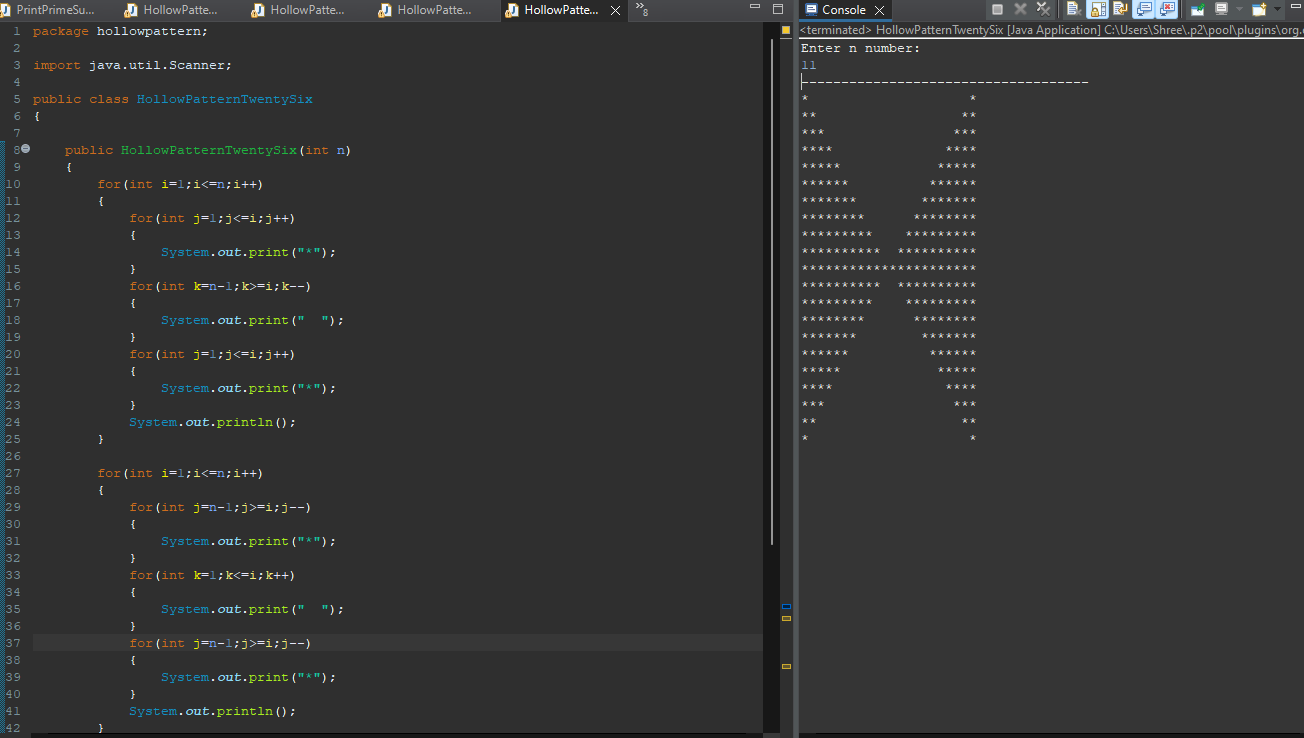 PrintPrimeSu...
HollowPatte...
HollowPatte...
HollowPatte...
HollowPatte...
»8
1 package hollowpattern;
2
3 import java.util.Scanner;
4
5 public class HollowPatternTwentySix
6 {
7
8     public HollowPatternTwentySix(int n)
9     {
10         for(int i=1;i<=n;i++)
11         {
12             for(int j=1;j<=i;j++)
13             {
14                 System.out.print("*");
15             }
16             for(int k=n-1;k>=i;k--)
17             {
18                 System.out.print("  ");
19             }
20             for(int j=1;j<=i;j++)
21             {
22                 System.out.print("*");
23             }
24             System.out.println();
25         }
26
27         for(int i=1;i<=n;i++)
28         {
29             for(int j=n-1;j>=i;j--)
30             {
31                 System.out.print("*");
32             }
33             for(int k=1;k<=i;k++)
34             {
35                 System.out.print("  ");
36             }
37             for(int j=n-1;j>=i;j--)
38             {
39                 System.out.print("*");
40             }
41             System.out.println();
42         }
Console
<terminated> HollowPatternTwentySix [Java Application] C:\Users\Shree\.p2\pool\plugins\org.
Enter n number:
11
------------------------------------
*                    *
**                  **
***                ***
****              ****
*****            *****
******          ******
*******        *******
********      ********
*********    *********
**********  **********
**********************
**********  **********
*********    *********
********      ********
*******        *******
******          ******
*****            *****
****              ****
***                ***
**                  **
*                    *